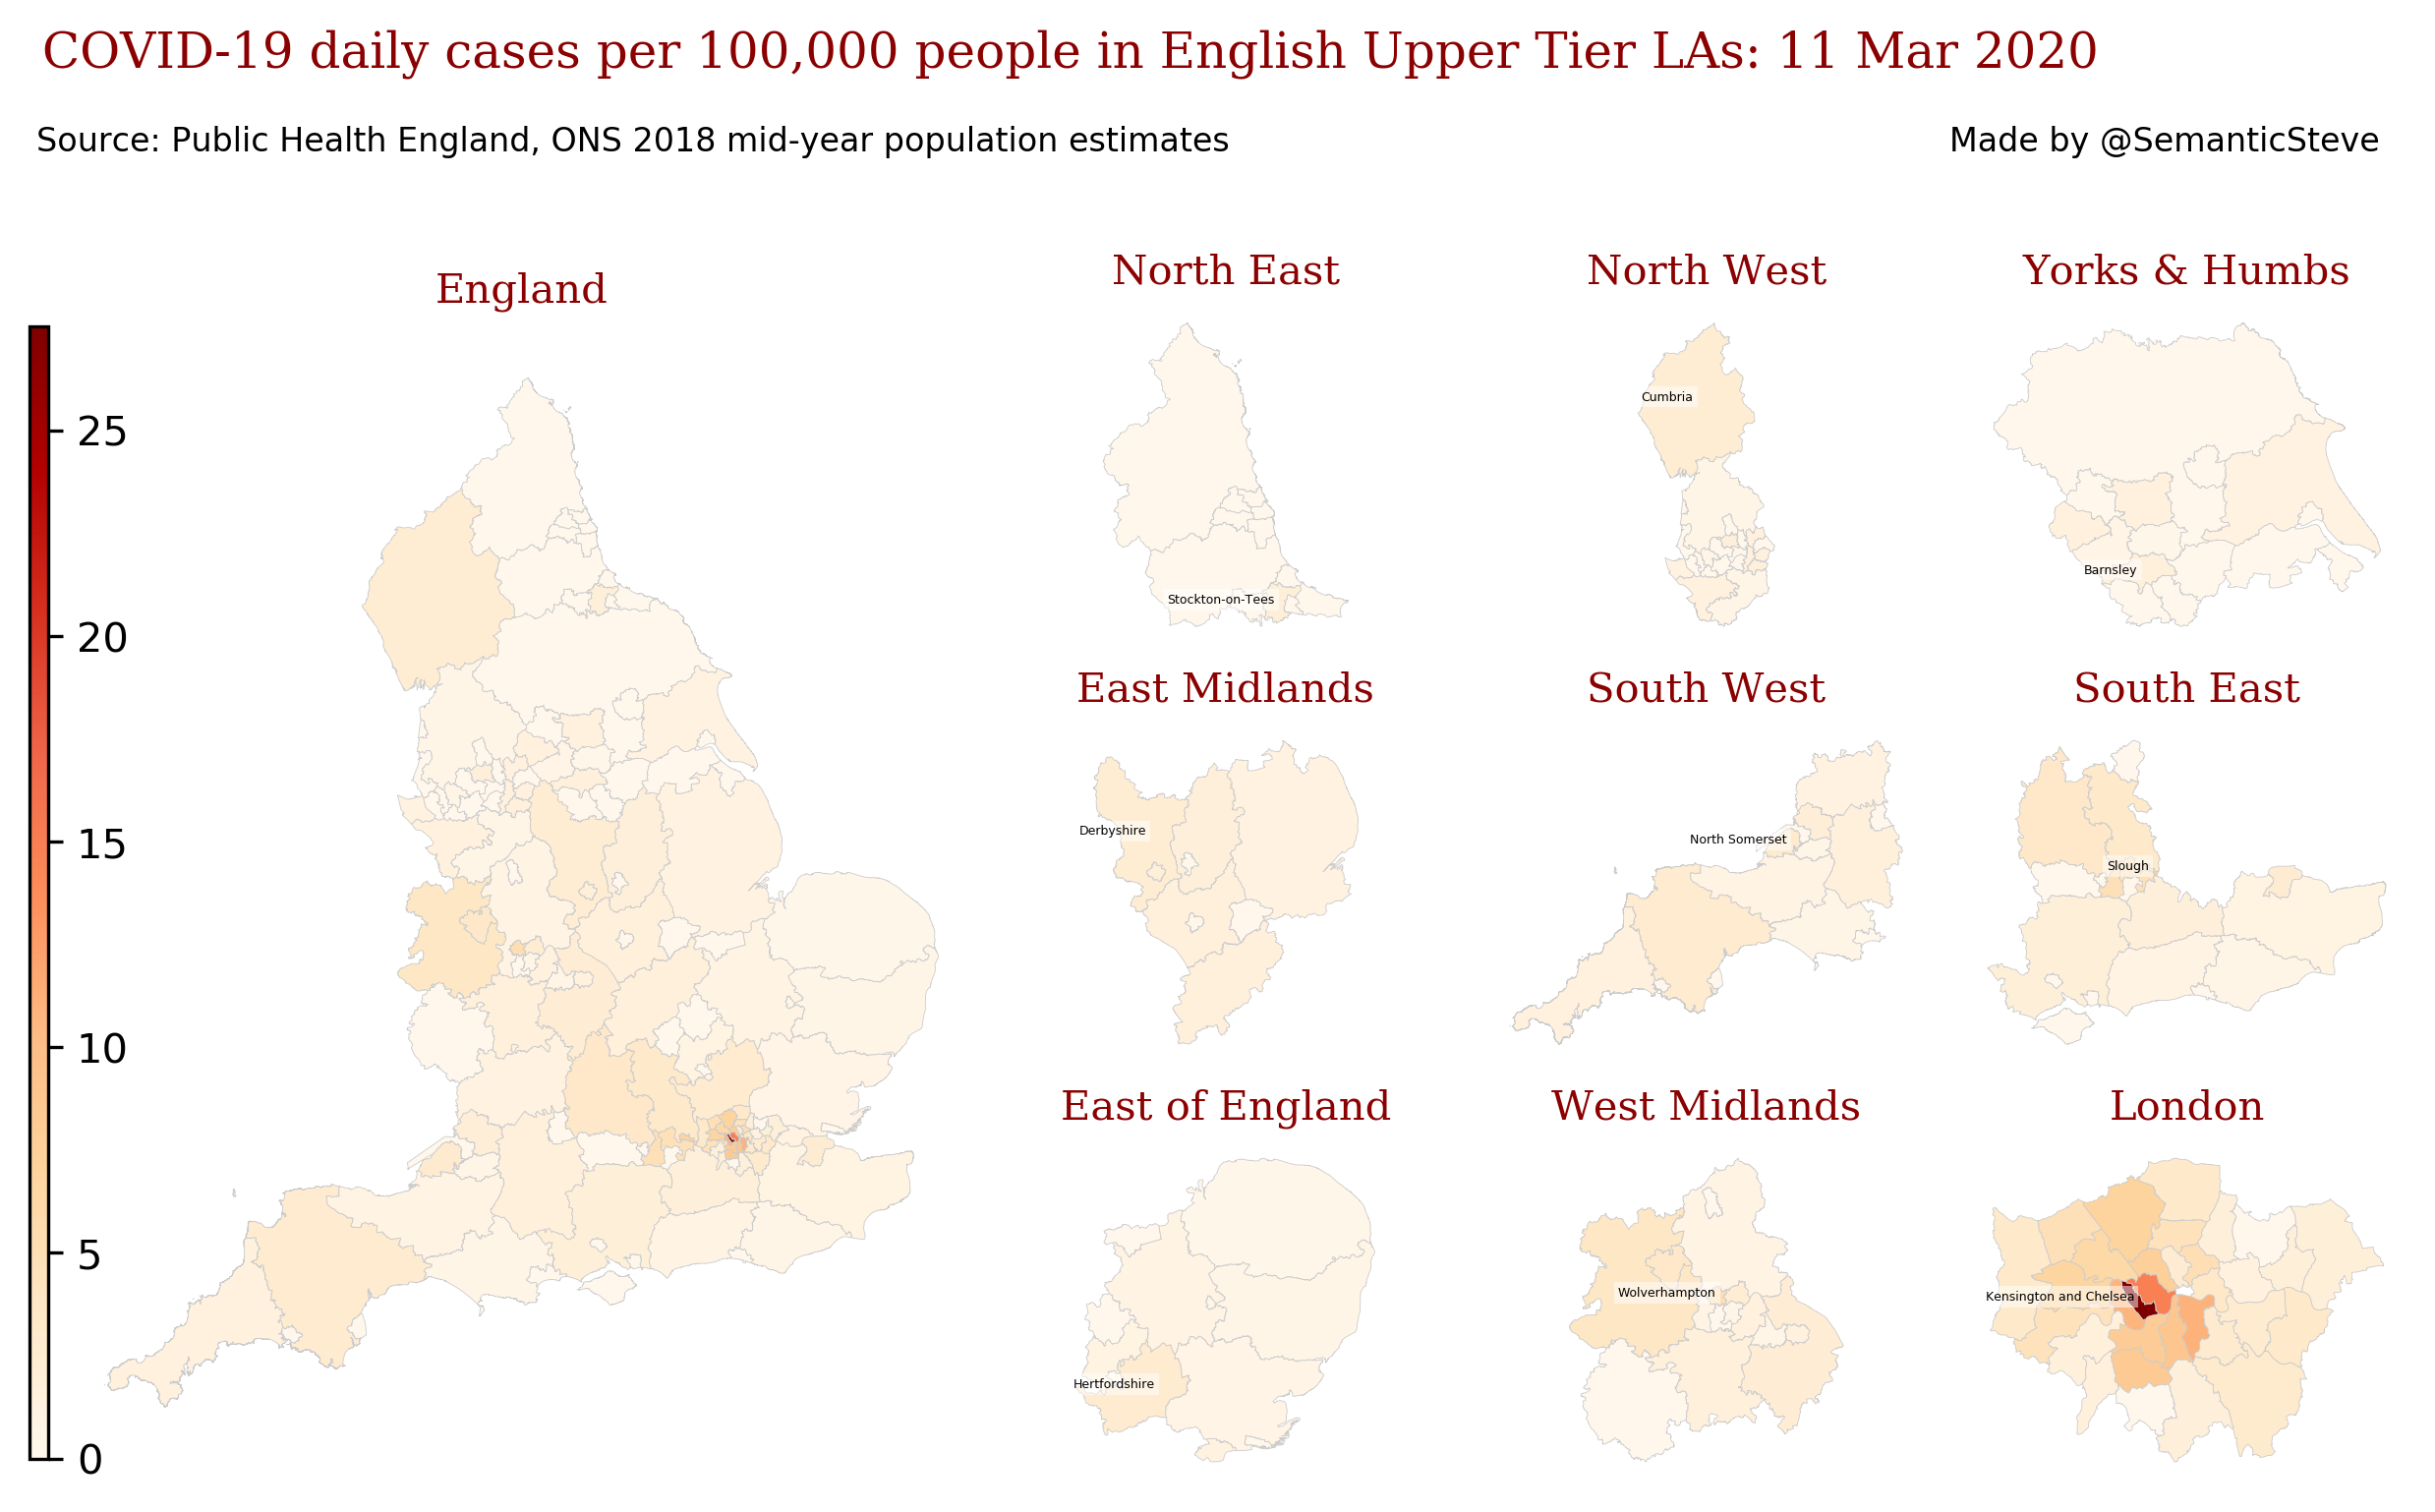 COVID-19 daily cases per 100,000 people in English Upper Tier LAs: 11 Mar 2020
Source: Public Health England, ONS 2018 mid-year population estimates
Made by @SemanticSteve
England
25
20
15
10
5
0
North East
Stockton-on-Tees
North West
Cumbria
Yorks & Humbs
Barnsley
East Midlands
Derbyshire
South West
North Somerset
South East
Slough
East of England
Hertfordshire
West Midlands
Wolverhampton
London
Kensington and Chelsea